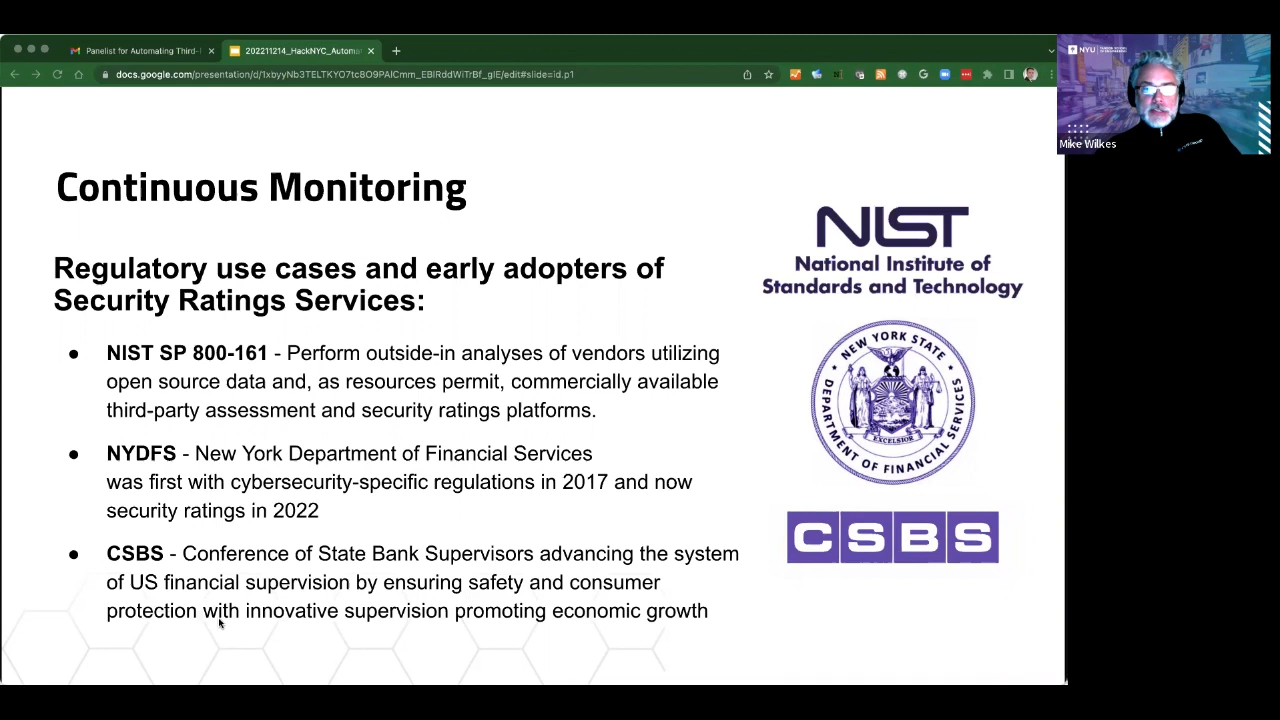 Panelist for Automating Third-
202211214_HackNYC_Automa
docs.google.com/presentation/d/1xbyyNb3TELTKYO7tc8O9PAlCmm_EBlRddWiTrBf_gIE/edit#slide=id.p1
NYU
Mike Wilkes
Continuous Monitoring
Regulatory use cases and early adopters of
Security Ratings Services:
● NIST SP 800-161 - Perform outside-in analyses of vendors utilizing
open source data and, as resources permit, commercially available
third-party assessment and security ratings platforms.
● NYDFS - New York Department of Financial Services
was first with cybersecurity-specific regulations in 2017 and now
security ratings in 2022
● CSBS - Conference of State Bank Supervisors advancing the system
of US financial supervision by ensuring safety and consumer
protection with innovative supervision promoting economic growth
NIST
National Institute of
Standards and Technology
NEW YORK STATE
DEPARTMENT OF FINANCIAL SERVICES
EXCELSIOR
CSBS